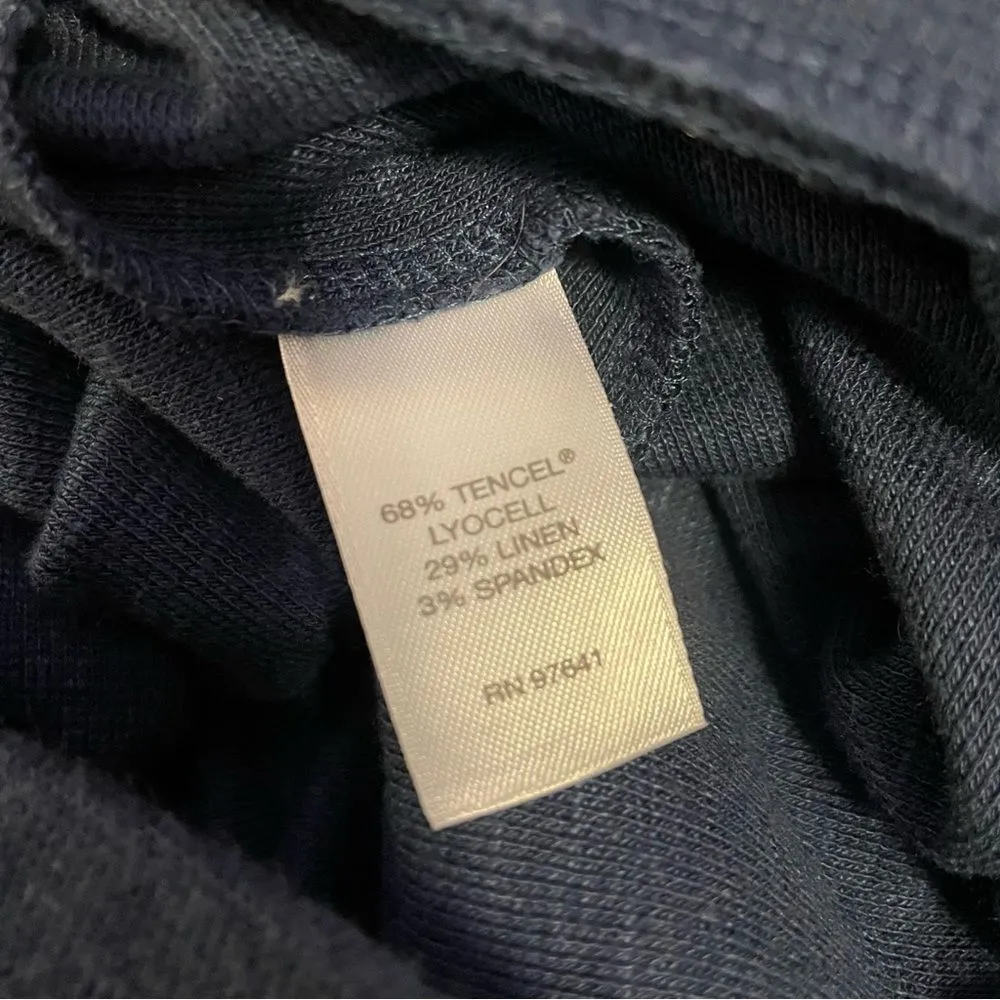 68% TENCEL®
LYOCELL
29% LINEN
3% SPANDEX
RN 97641